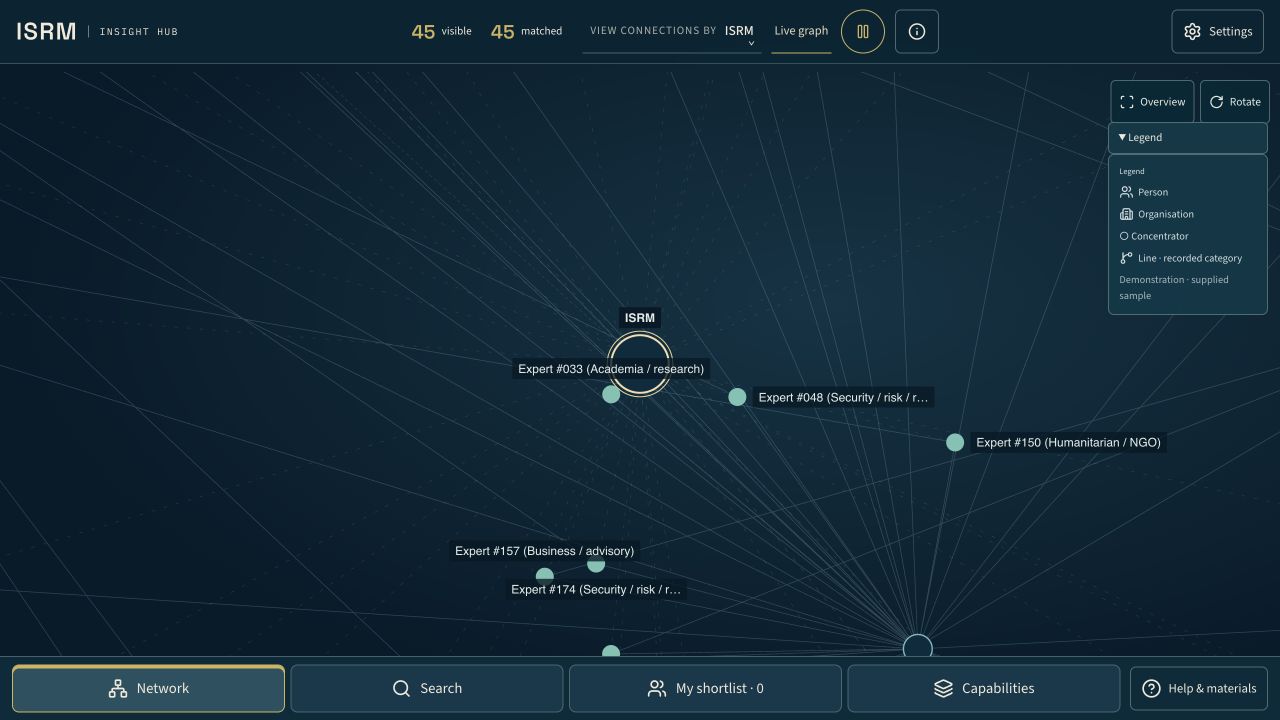 ISRM
INSIGHT HUB
45 visible
45 matched
VIEW CONNECTIONS BY ISRM
Live graph
Settings
Overview
Rotate
▼Legend
Legend
Person
Organisation
Concentrator
Line · recorded category
Demonstration · supplied
sample
ISRM
Expert #033 (Academia / research)
Expert #048 (Security / risk / r…
Expert #150 (Humanitarian / NGO)
Expert #157 (Business / advisory)
Expert #174 (Security / risk / r…
Network
Search
My shortlist · 0
Capabilities
Help & materials